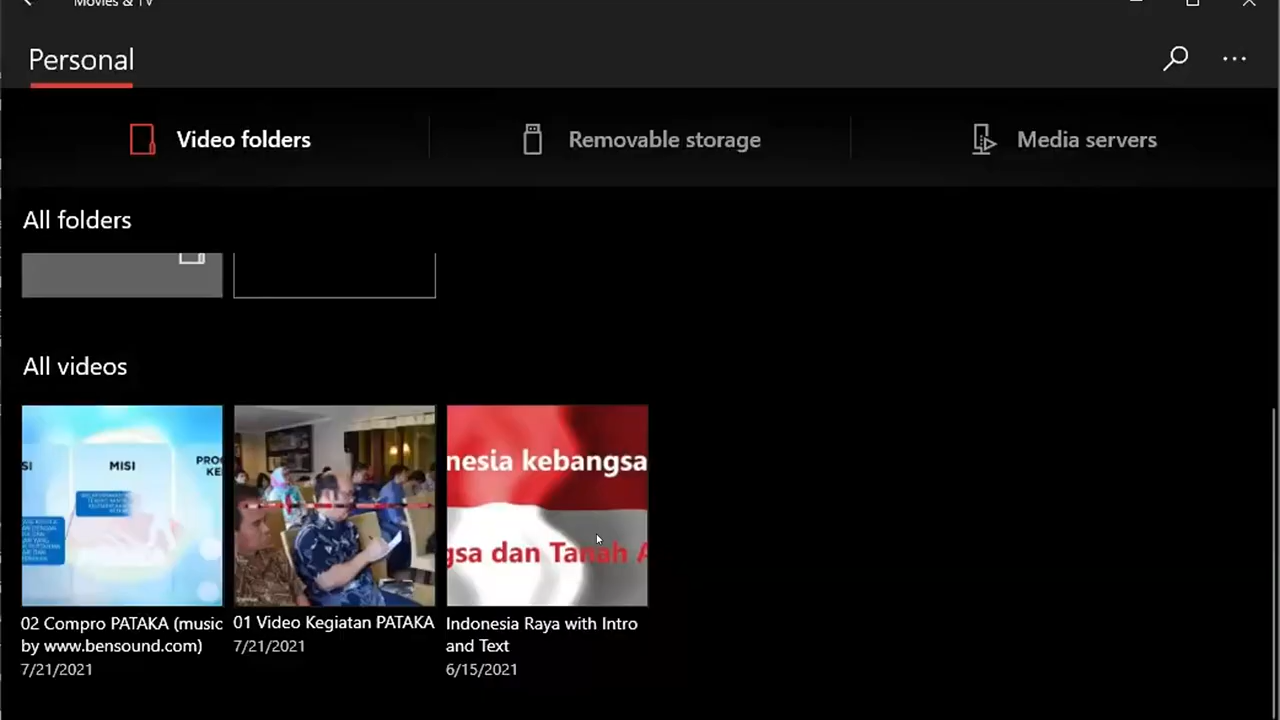 Movies & TV
Personal
Video folders
Removable storage
Media servers
All folders
All videos
MISI
nesia kebangsa
gsa dan Tanah A
02 Compro PATAKA (music
by www.bensound.com)
7/21/2021
01 Video Kegiatan PATAKA
7/21/2021
Indonesia Raya with Intro
and Text
6/15/2021